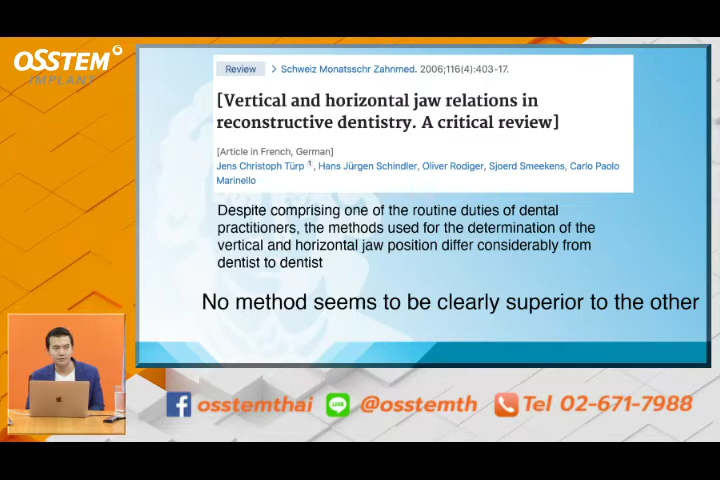 OSSTEM
IMPLANT
Review > Schweiz Monatsschr Zahnmed. 2006;116(4):403-17.
[Vertical and horizontal jaw relations in
reconstructive dentistry. A critical review]
[Article in French, German]
Jens Christoph Türp 1, Hans Jürgen Schindler, Oliver Rodiger, Sjoerd Smeekens, Carlo Paolo
Marinello
Despite comprising one of the routine duties of dental
practitioners, the methods used for the determination of the
vertical and horizontal jaw position differ considerably from
dentist to dentist
No method seems to be clearly superior to the other
f osstemthai LINE @osstemth Tel 02-671-7988